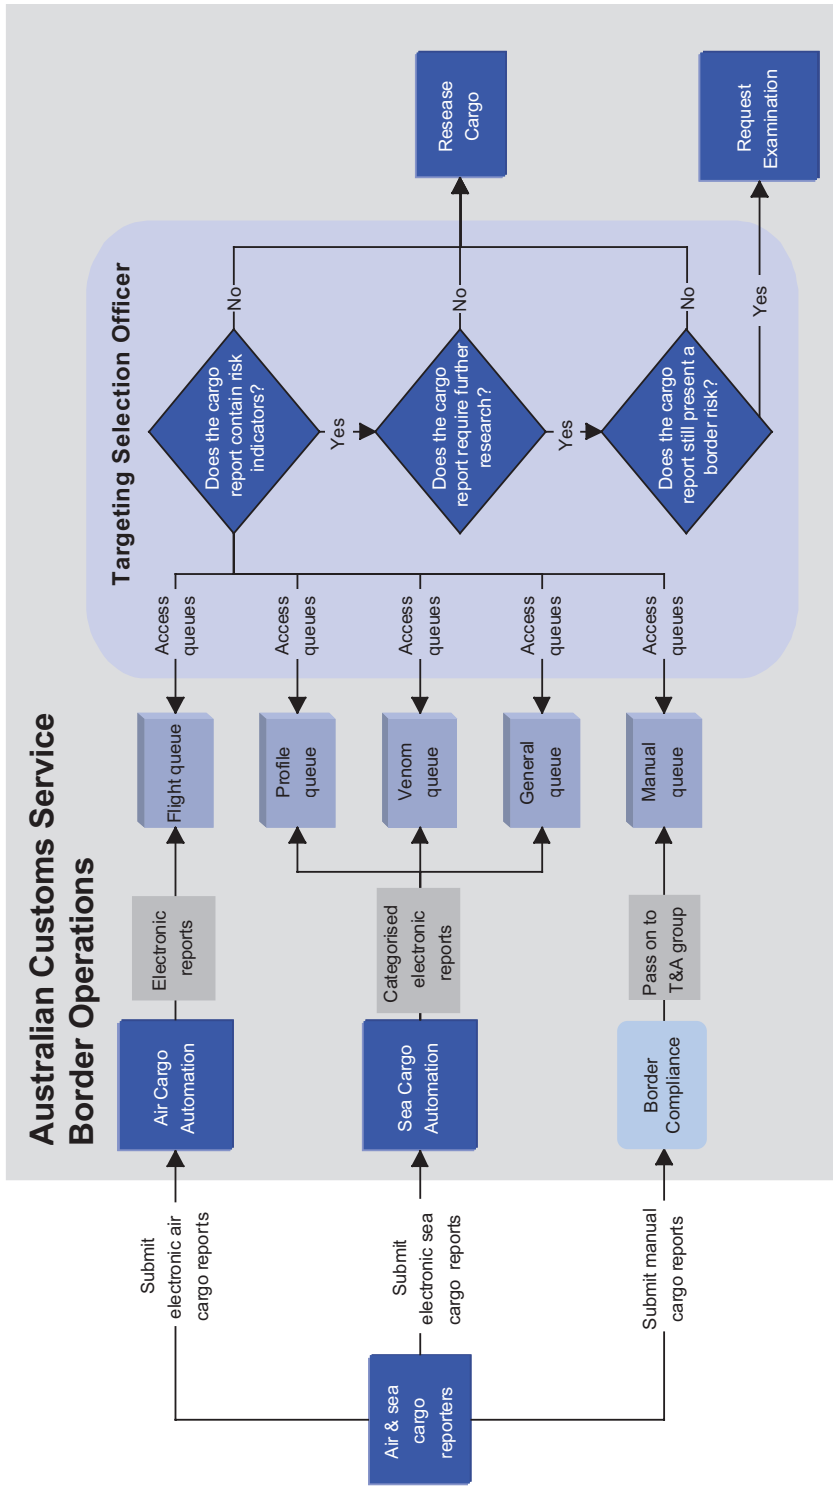 Australian Customs Service
Border Operations
Air & sea
cargo
reporters
Submit
electronic air
cargo reports
Submit
electronic sea
cargo reports
Submit manual
cargo reports
Air Cargo
Automation
Sea Cargo
Automation
Border
Compliance
Electronic
reports
Categorised
electronic
reports
Pass on to
T&A group
Flight queue
Profile
queue
Venom
queue
General
queue
Manual
queue
Access
queues
Access
queues
Access
queues
Access
queues
Access
queues
Targeting Selection Officer
Does the cargo
report contain risk
indicators?
Yes
No
Does the cargo
report require further
research?
Yes
No
Does the cargo
report still present a
border risk?
No
Yes
Resease
Cargo
Request
Examination